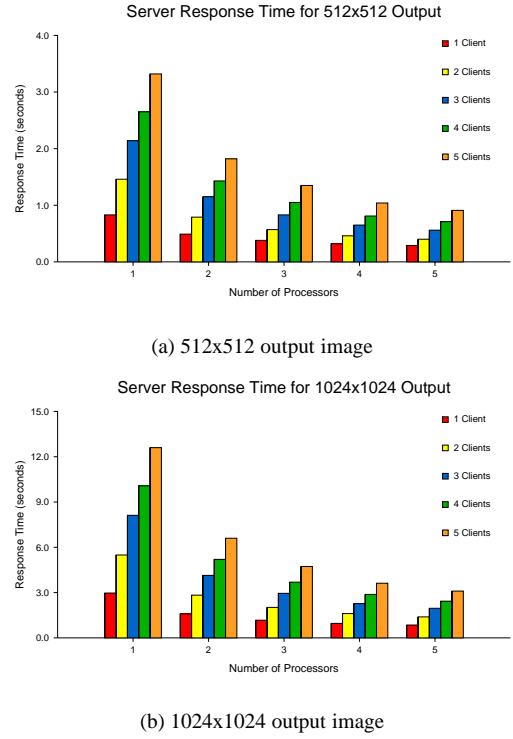 Server Response Time for 512x512 Output
4.0
3.0
2.0
1.0
0.0
Response Time (seconds)
1 Client
2 Clients
3 Clients
4 Clients
5 Clients
1 2 3 4 5
Number of Processors
(a) 512x512 output image
Server Response Time for 1024x1024 Output
15.0
12.0
9.0
6.0
3.0
0.0
Response Time (seconds)
1 Client
2 Clients
3 Clients
4 Clients
5 Clients
1 2 3 4 5
Number of Processors
(b) 1024x1024 output image